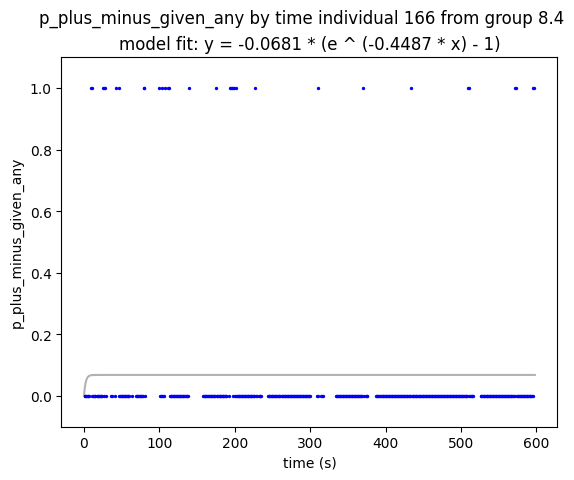 p_plus_minus_given_any by time individual 166 from group 8.4
model fit: y = -0.0681 * (e ^ (-0.4487 * x) - 1)
1.0
0.8
0.6
0.4
0.2
0.0
p_plus_minus_given_any
0 100 200 300 400 500 600
time (s)